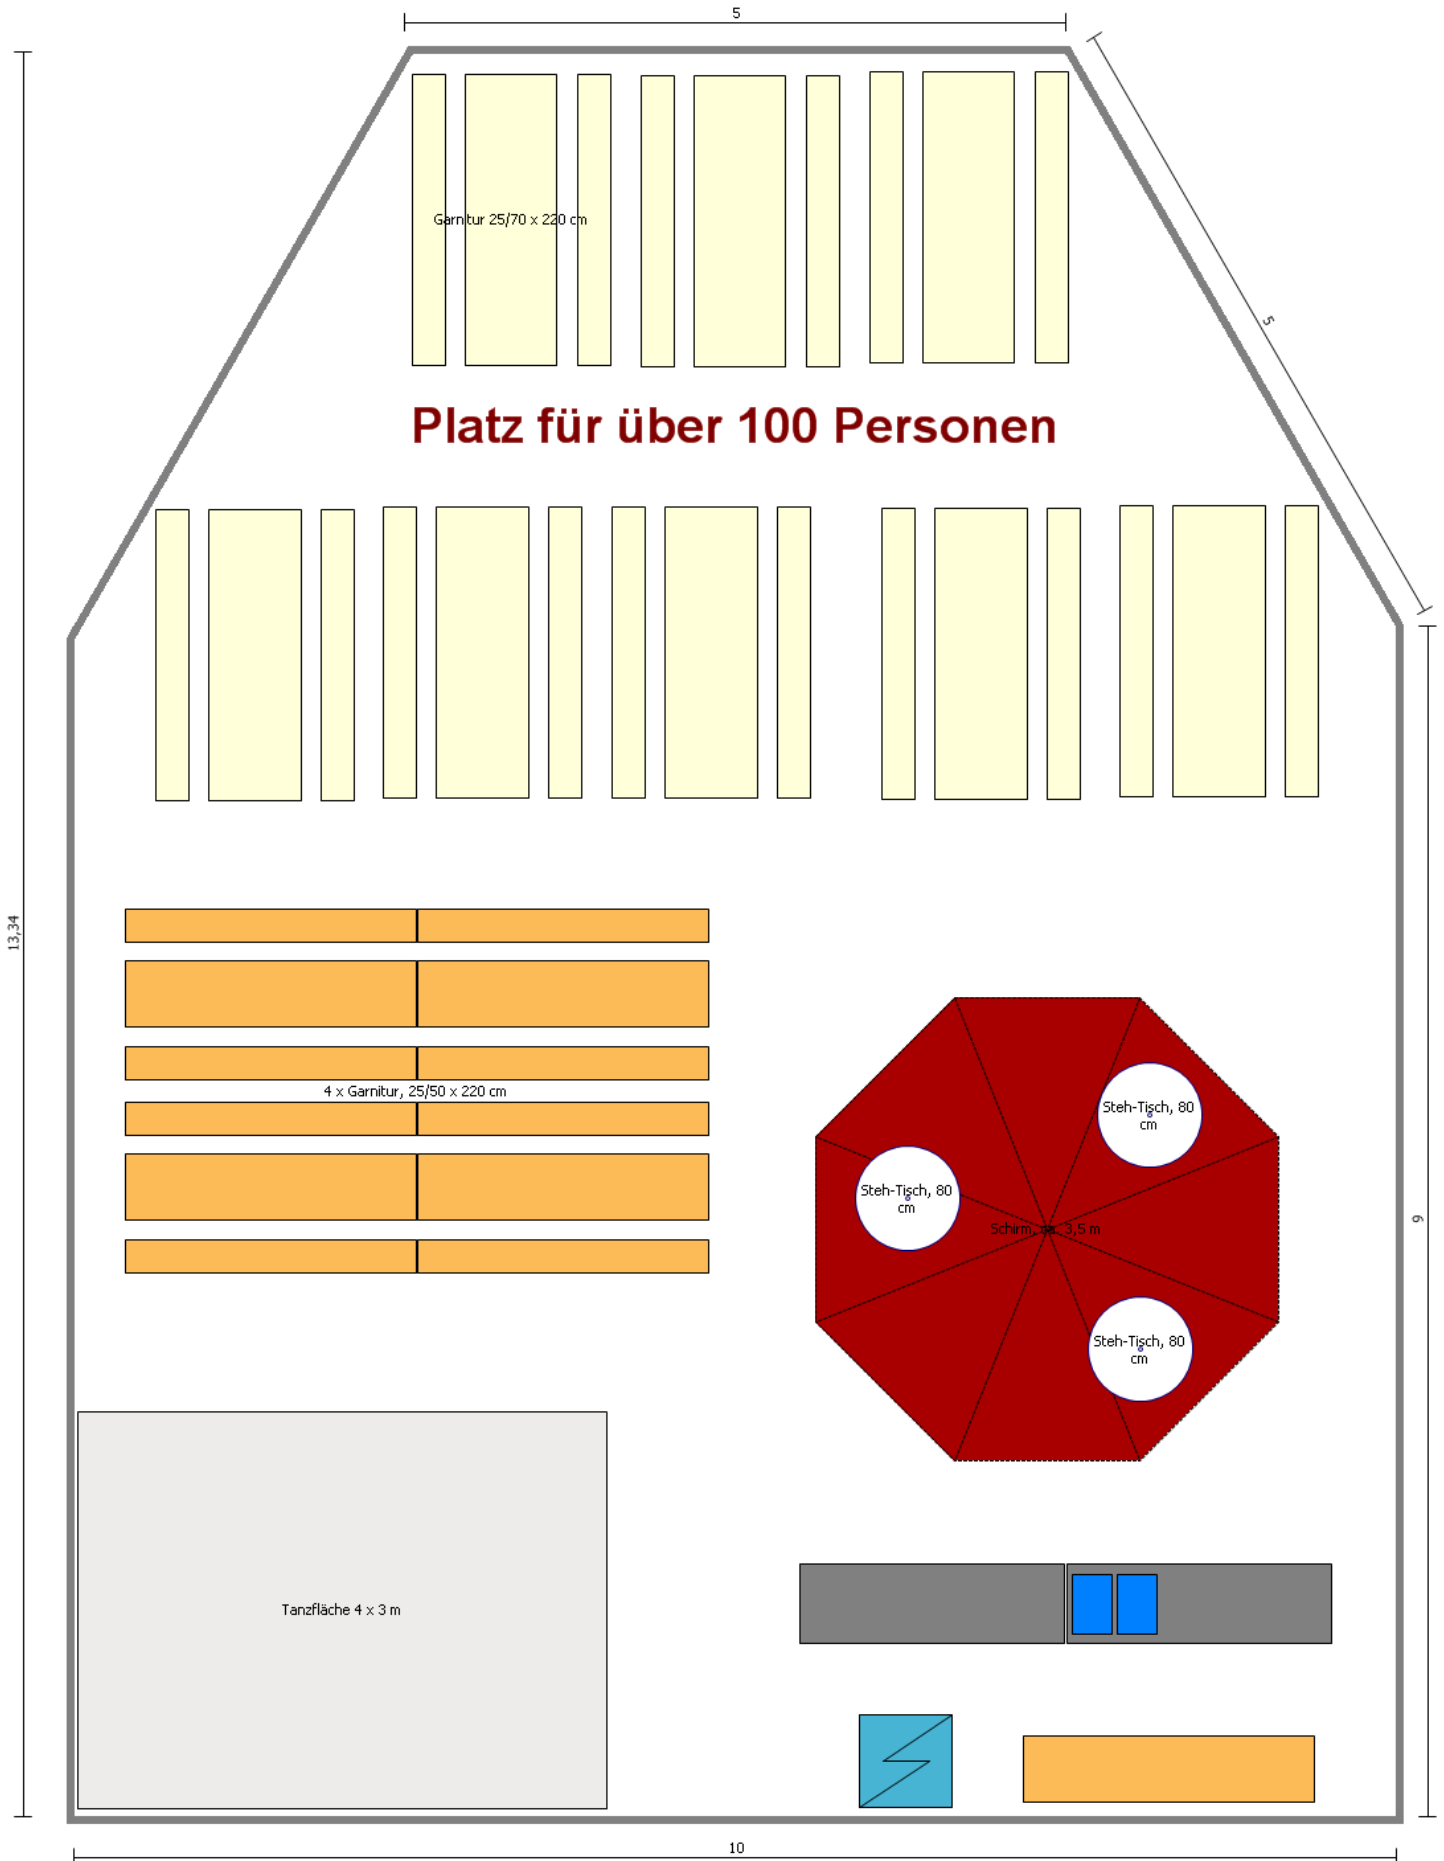 5
Garnitur 25/70 x 220 cm
5
Platz für über 100 Personen
13,34
4 x Garnitur, 25/50 x 220 cm
Steh-Tisch, 80
cm
Steh-Tisch, 80
cm
Schirm, ca. 3,5 m
9
Steh-Tisch, 80
cm
Tanzfläche 4 x 3 m
10